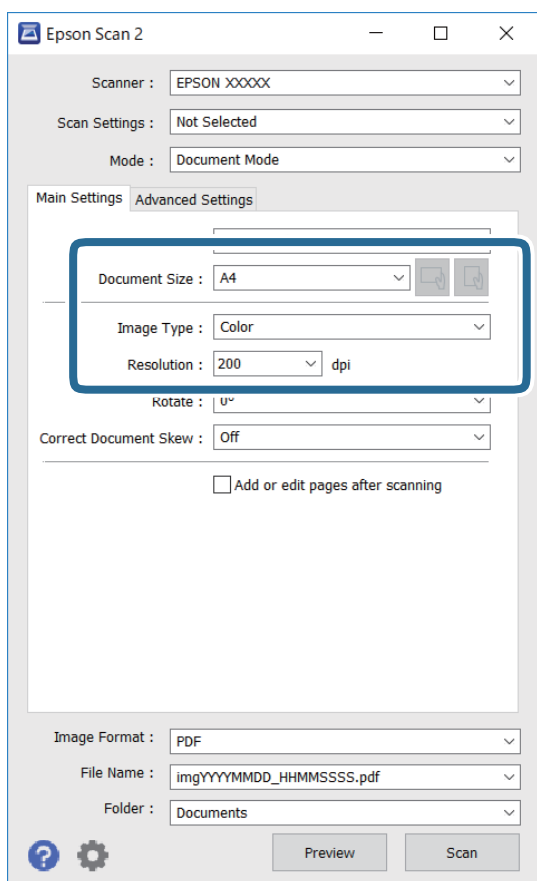 Epson Scan 2
Scanner : EPSON XXXXX
Scan Settings : Not Selected
Mode : Document Mode
Main Settings Advanced Settings
Document Size : A4
Image Type : Color
Resolution : 200 dpi
Rotate : 0°
Correct Document Skew : Off
Add or edit pages after scanning
Image Format : PDF
File Name : imgYYYYMMDD_HHMMSSSS.pdf
Folder : Documents
Preview Scan